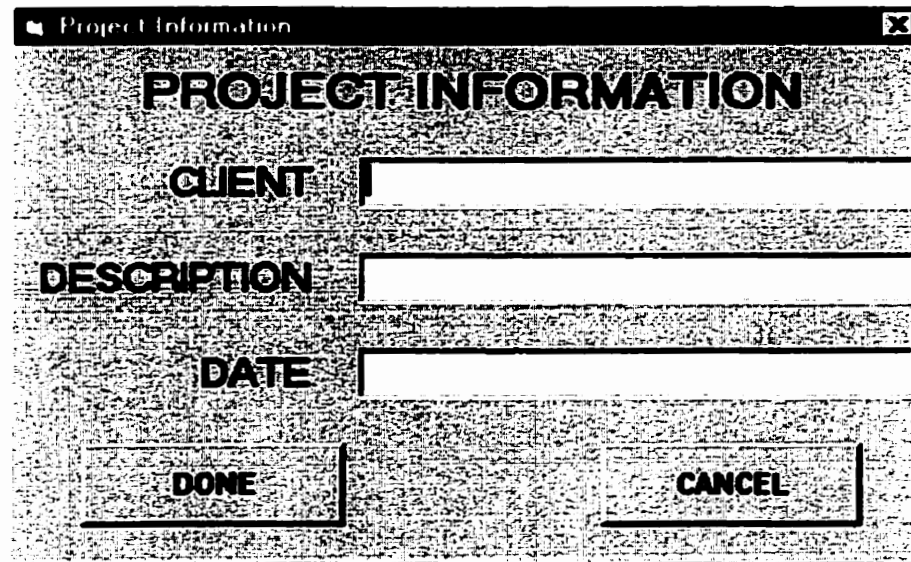 Project Information
PROJECT INFORMATION
CLIENT
DESCRIPTION
DATE
DONE CANCEL